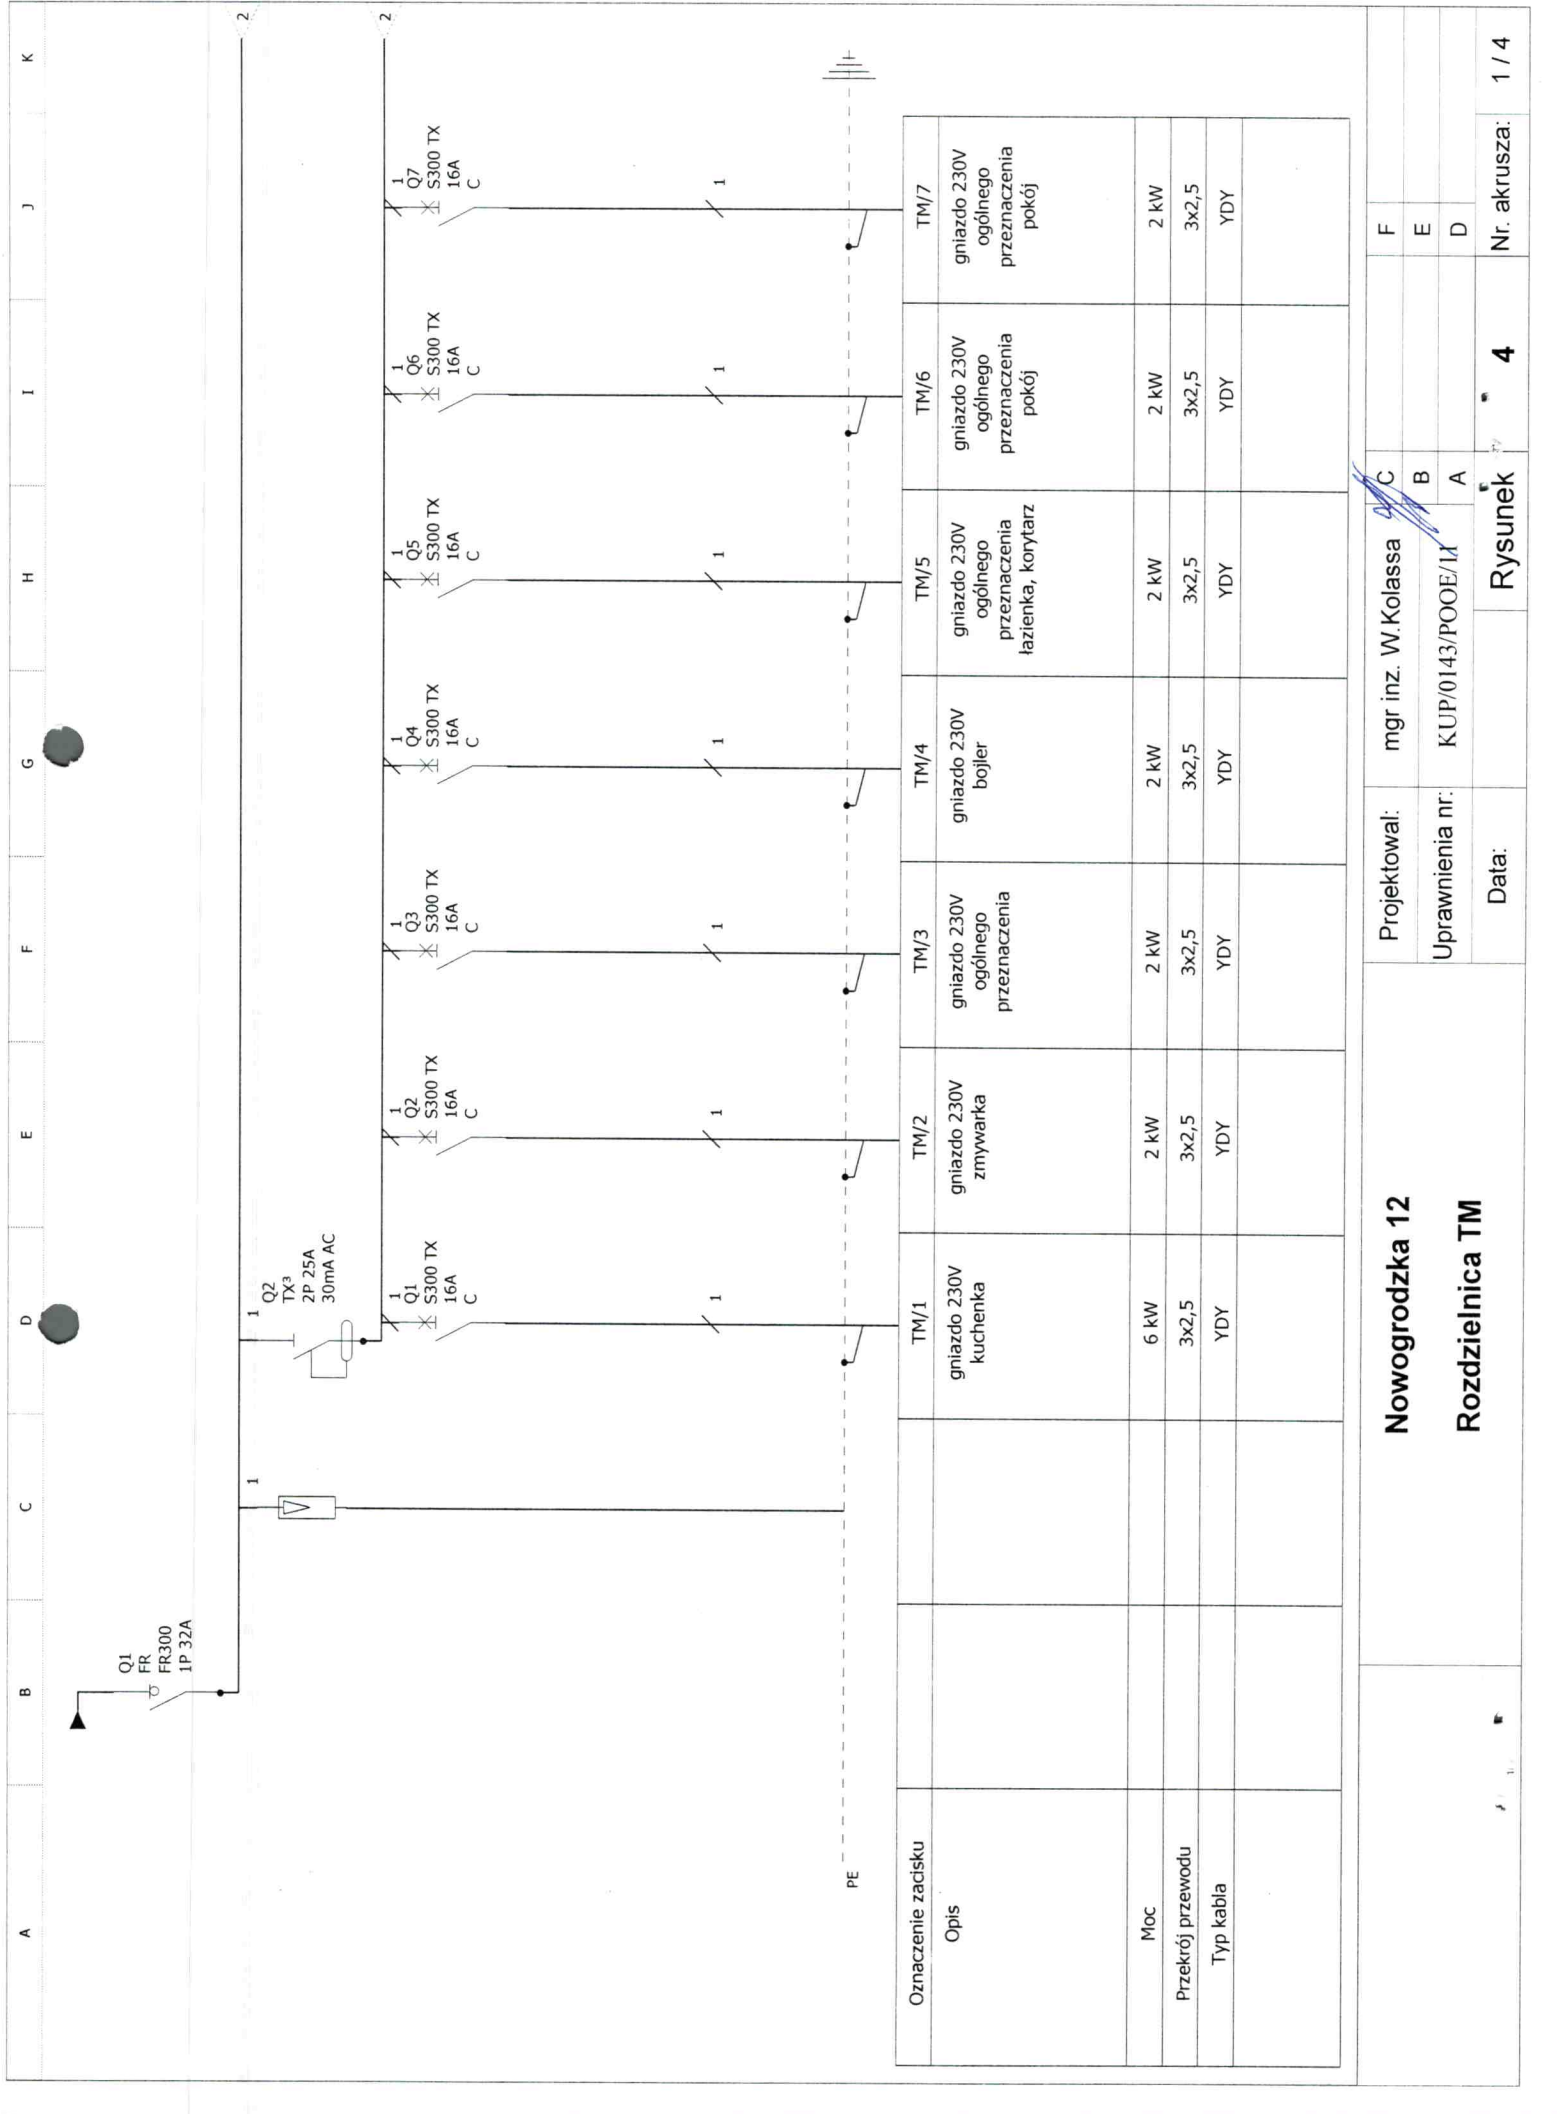 A B C D E F G H I J K
2
2
Q1
FR
FR300
1P 32A
1
1
Q2
TX³
2P 25A
30mA AC
1
Q1
S300 TX
16A
C
1
Q2
S300 TX
16A
C
1
Q3
S300 TX
16A
C
1
Q4
S300 TX
16A
C
1
Q5
S300 TX
16A
C
1
Q6
S300 TX
16A
C
1
Q7
S300 TX
16A
C
1 1 1 1 1 1 1
PE
Oznaczenie zacisku TM/1 TM/2 TM/3 TM/4 TM/5 TM/6 TM/7
Opis
gniazdo 230V
kuchenka
gniazdo 230V
zmywarka
gniazdo 230V
ogólnego
przeznaczenia
gniazdo 230V
bojler
gniazdo 230V
ogólnego
przeznaczenia
łazienka, korytarz
gniazdo 230V
ogólnego
przeznaczenia
pokój
gniazdo 230V
ogólnego
przeznaczenia
pokój
Moc 6 kW 2 kW 2 kW 2 kW 2 kW 2 kW 2 kW
Przekrój przewodu 3x2,5 3x2,5 3x2,5 3x2,5 3x2,5 3x2,5 3x2,5
Typ kabla YDY YDY YDY YDY YDY YDY YDY
Nowogrodzka 12
Rozdzielnica TM
Projektowal: mgr inz. W.Kolassa C F
Uprawnienia nr: KUP/0143/POOE/11 B E
A D
Data: Rysunek 4 Nr. akrusza: 1 / 4